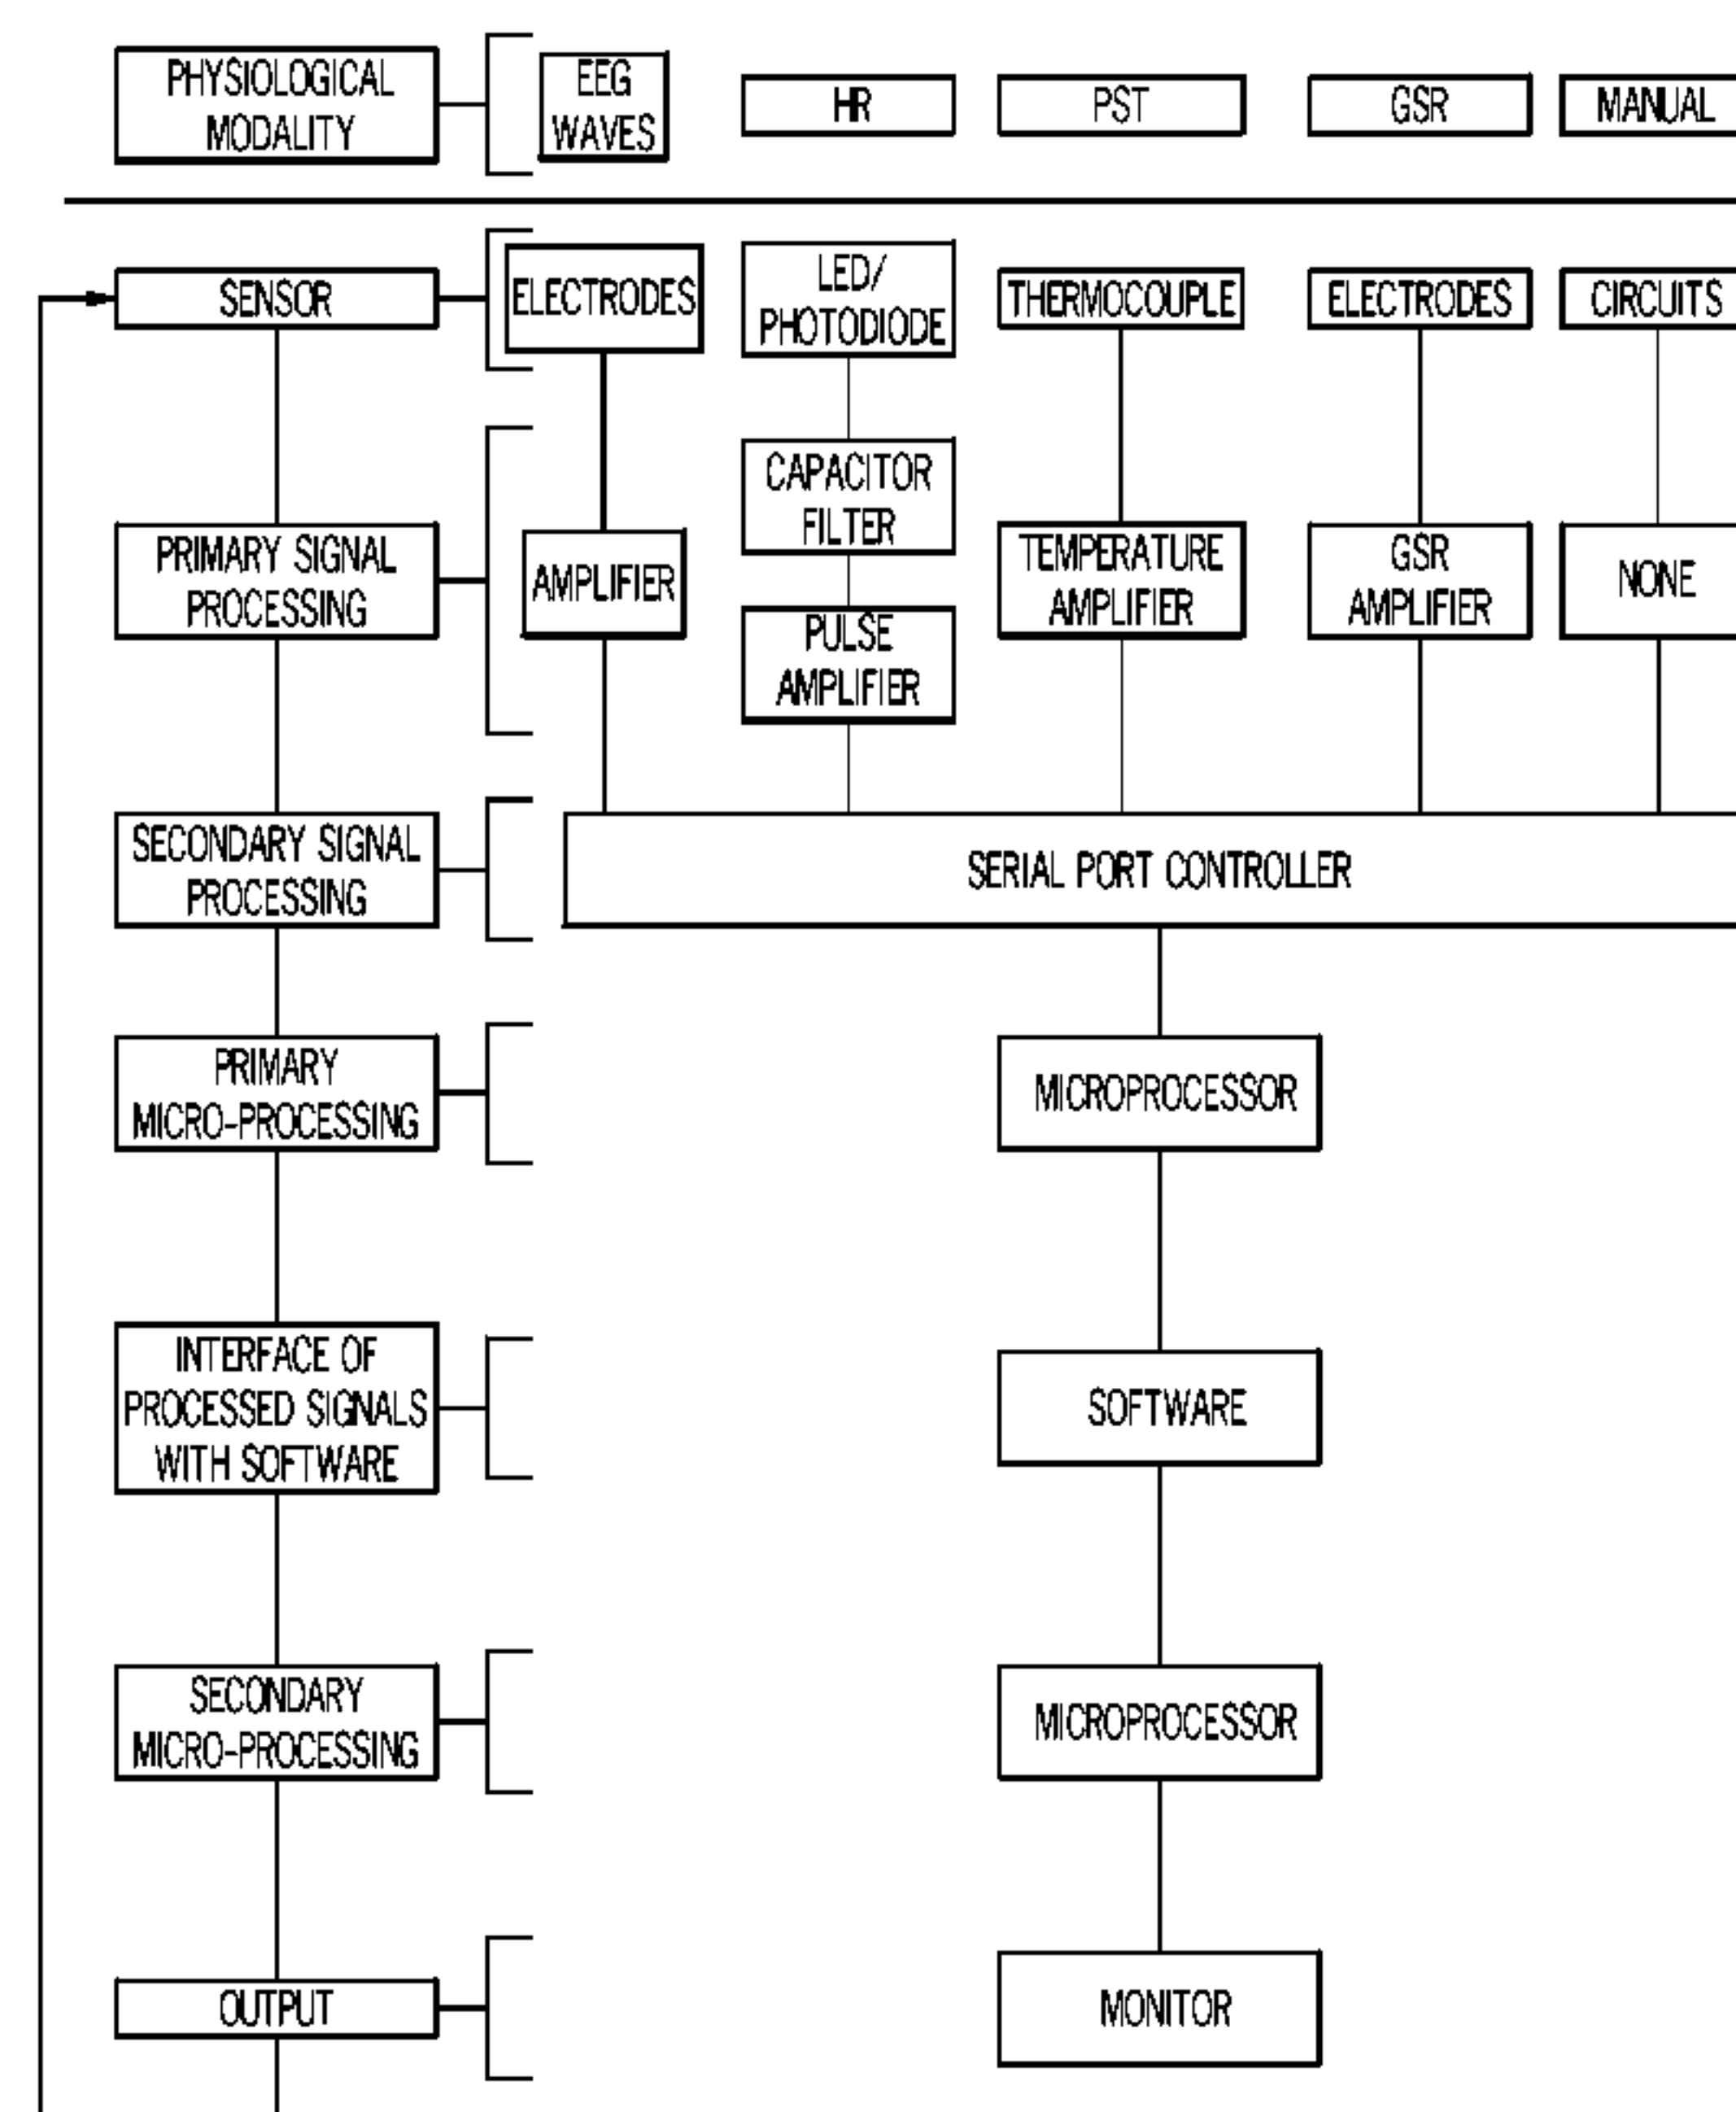 PHYSIOLOGICAL
MODALITY
EEG
WAVES
HR
PST
GSR
MANUAL
SENSOR
ELECTRODES
LED/
PHOTODIODE
THERMOCOUPLE
ELECTRODES
CIRCUITS
CAPACITOR
FILTER
PRIMARY SIGNAL
PROCESSING
AMPLIFIER
PULSE
AMPLIFIER
TEMPERATURE
AMPLIFIER
GSR
AMPLIFIER
NONE
SECONDARY SIGNAL
PROCESSING
SERIAL PORT CONTROLLER
PRIMARY
MICRO-PROCESSING
MICROPROCESSOR
INTERFACE OF
PROCESSED SIGNALS
WITH SOFTWARE
SOFTWARE
SECONDARY
MICRO-PROCESSING
MICROPROCESSOR
OUTPUT
MONITOR